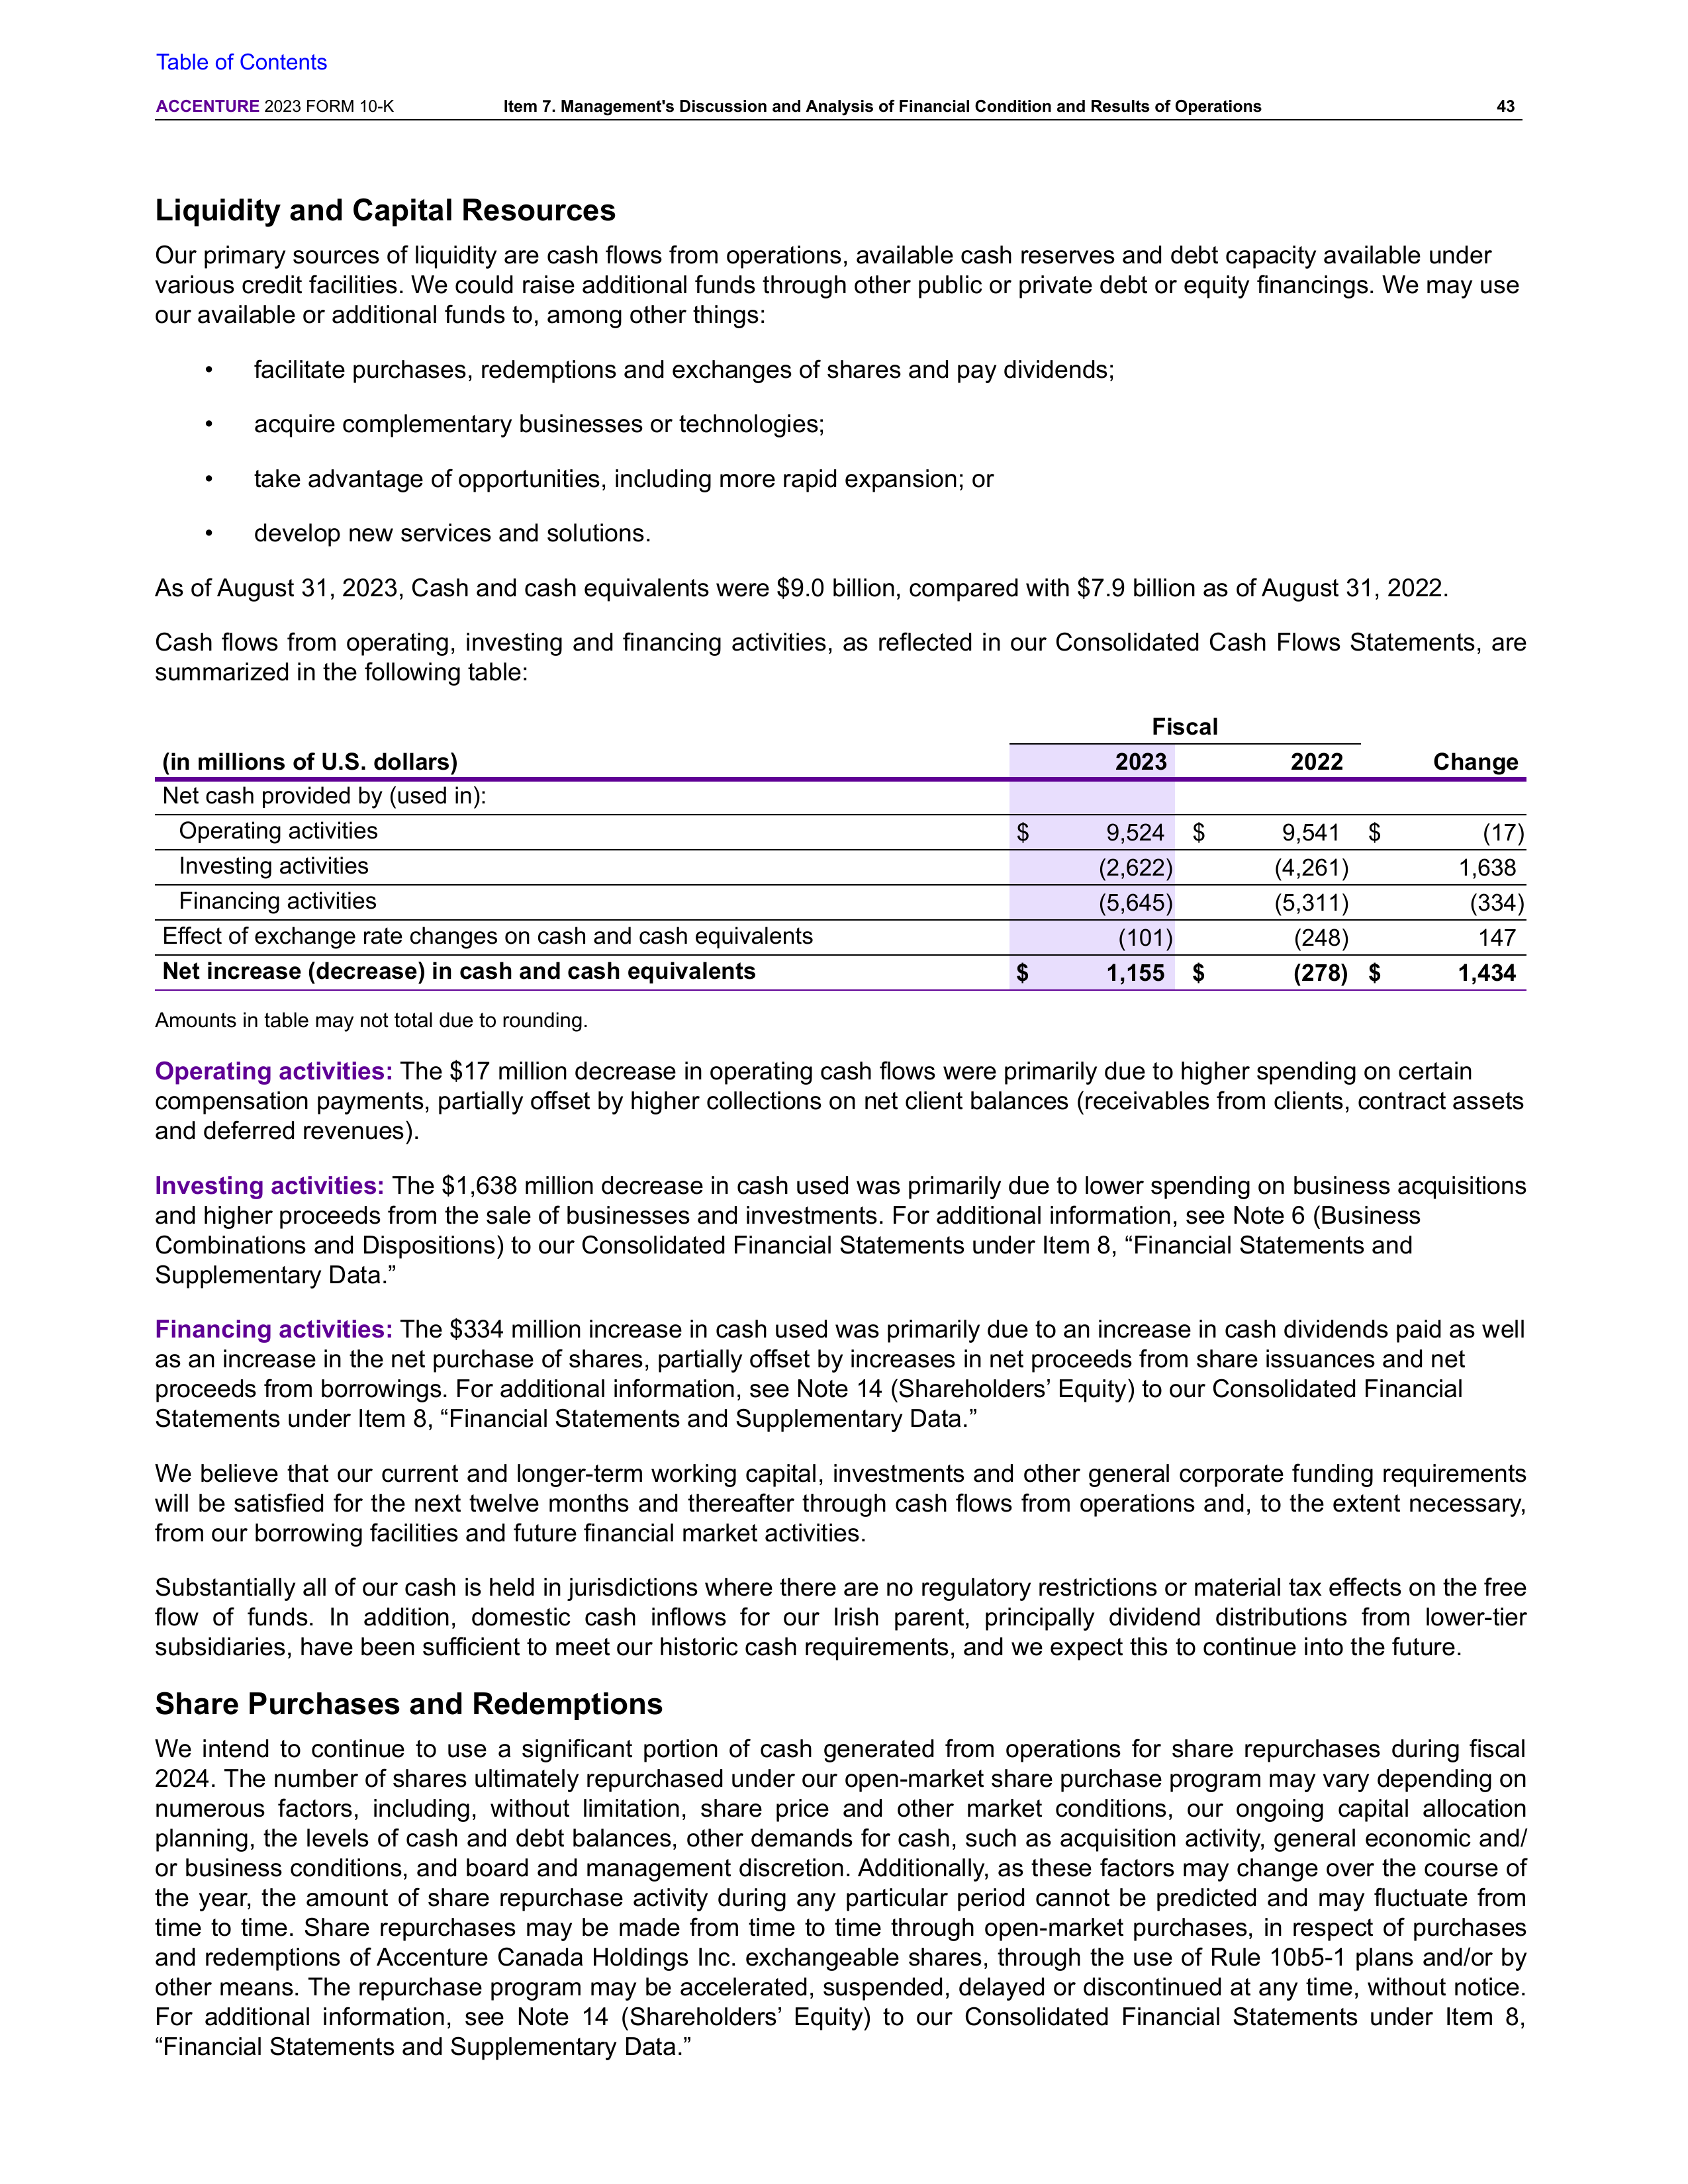 Table of Contents
ACCENTURE 2023 FORM 10-K Item 7. Management's Discussion and Analysis of Financial Condition and Results of Operations 43
Liquidity and Capital Resources
Our primary sources of liquidity are cash flows from operations, available cash reserves and debt capacity available under
various credit facilities. We could raise additional funds through other public or private debt or equity financings. We may use
our available or additional funds to, among other things:
• facilitate purchases, redemptions and exchanges of shares and pay dividends;
• acquire complementary businesses or technologies;
• take advantage of opportunities, including more rapid expansion; or
• develop new services and solutions.
As of August 31, 2023, Cash and cash equivalents were $9.0 billion, compared with $7.9 billion as of August 31, 2022.
Cash flows from operating, investing and financing activities, as reflected in our Consolidated Cash Flows Statements, are
summarized in the following table:
Fiscal
(in millions of U.S. dollars) 2023 2022 Change
Net cash provided by (used in):
Operating activities $ 9,524 $ 9,541 $ (17)
Investing activities (2,622) (4,261) 1,638
Financing activities (5,645) (5,311) (334)
Effect of exchange rate changes on cash and cash equivalents (101) (248) 147
Net increase (decrease) in cash and cash equivalents $ 1,155 $ (278) $ 1,434
Amounts in table may not total due to rounding.
Operating activities: The $17 million decrease in operating cash flows were primarily due to higher spending on certain
compensation payments, partially offset by higher collections on net client balances (receivables from clients, contract assets
and deferred revenues).
Investing activities: The $1,638 million decrease in cash used was primarily due to lower spending on business acquisitions
and higher proceeds from the sale of businesses and investments. For additional information, see Note 6 (Business
Combinations and Dispositions) to our Consolidated Financial Statements under Item 8, “Financial Statements and
Supplementary Data.”
Financing activities: The $334 million increase in cash used was primarily due to an increase in cash dividends paid as well
as an increase in the net purchase of shares, partially offset by increases in net proceeds from share issuances and net
proceeds from borrowings. For additional information, see Note 14 (Shareholders’ Equity) to our Consolidated Financial
Statements under Item 8, “Financial Statements and Supplementary Data.”
We believe that our current and longer-term working capital, investments and other general corporate funding requirements
will be satisfied for the next twelve months and thereafter through cash flows from operations and, to the extent necessary,
from our borrowing facilities and future financial market activities.
Substantially all of our cash is held in jurisdictions where there are no regulatory restrictions or material tax effects on the free
flow of funds. In addition, domestic cash inflows for our Irish parent, principally dividend distributions from lower-tier
subsidiaries, have been sufficient to meet our historic cash requirements, and we expect this to continue into the future.
Share Purchases and Redemptions
We intend to continue to use a significant portion of cash generated from operations for share repurchases during fiscal
2024. The number of shares ultimately repurchased under our open-market share purchase program may vary depending on
numerous factors, including, without limitation, share price and other market conditions, our ongoing capital allocation
planning, the levels of cash and debt balances, other demands for cash, such as acquisition activity, general economic and/
or business conditions, and board and management discretion. Additionally, as these factors may change over the course of
the year, the amount of share repurchase activity during any particular period cannot be predicted and may fluctuate from
time to time. Share repurchases may be made from time to time through open-market purchases, in respect of purchases
and redemptions of Accenture Canada Holdings Inc. exchangeable shares, through the use of Rule 10b5-1 plans and/or by
other means. The repurchase program may be accelerated, suspended, delayed or discontinued at any time, without notice.
For additional information, see Note 14 (Shareholders’ Equity) to our Consolidated Financial Statements under Item 8,
“Financial Statements and Supplementary Data.”